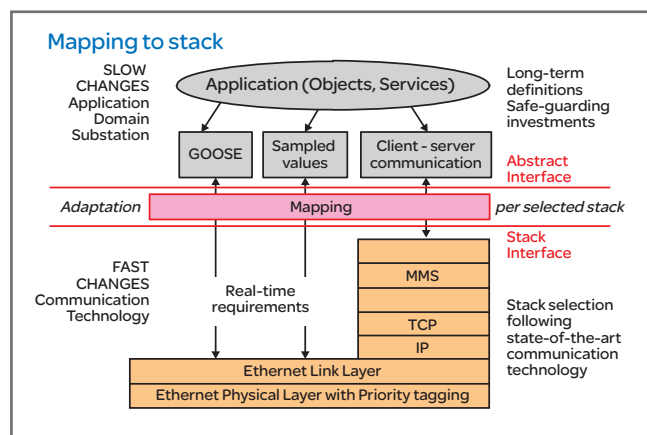 Mapping to stack
SLOW
CHANGES
Application
Domain
Substation
Application (Objects, Services)
Long-term
definitions
Safe-guarding
investments
GOOSE
Sampled
values
Client - server
communication
Abstract
Interface
Adaptation
Mapping
per selected stack
Stack
Interface
FAST
CHANGES
Communication
Technology
Real-time
requirements
MMS
TCP
IP
Stack selection
following
state-of-the-art
communication
technology
Ethernet Link Layer
Ethernet Physical Layer with Priority tagging